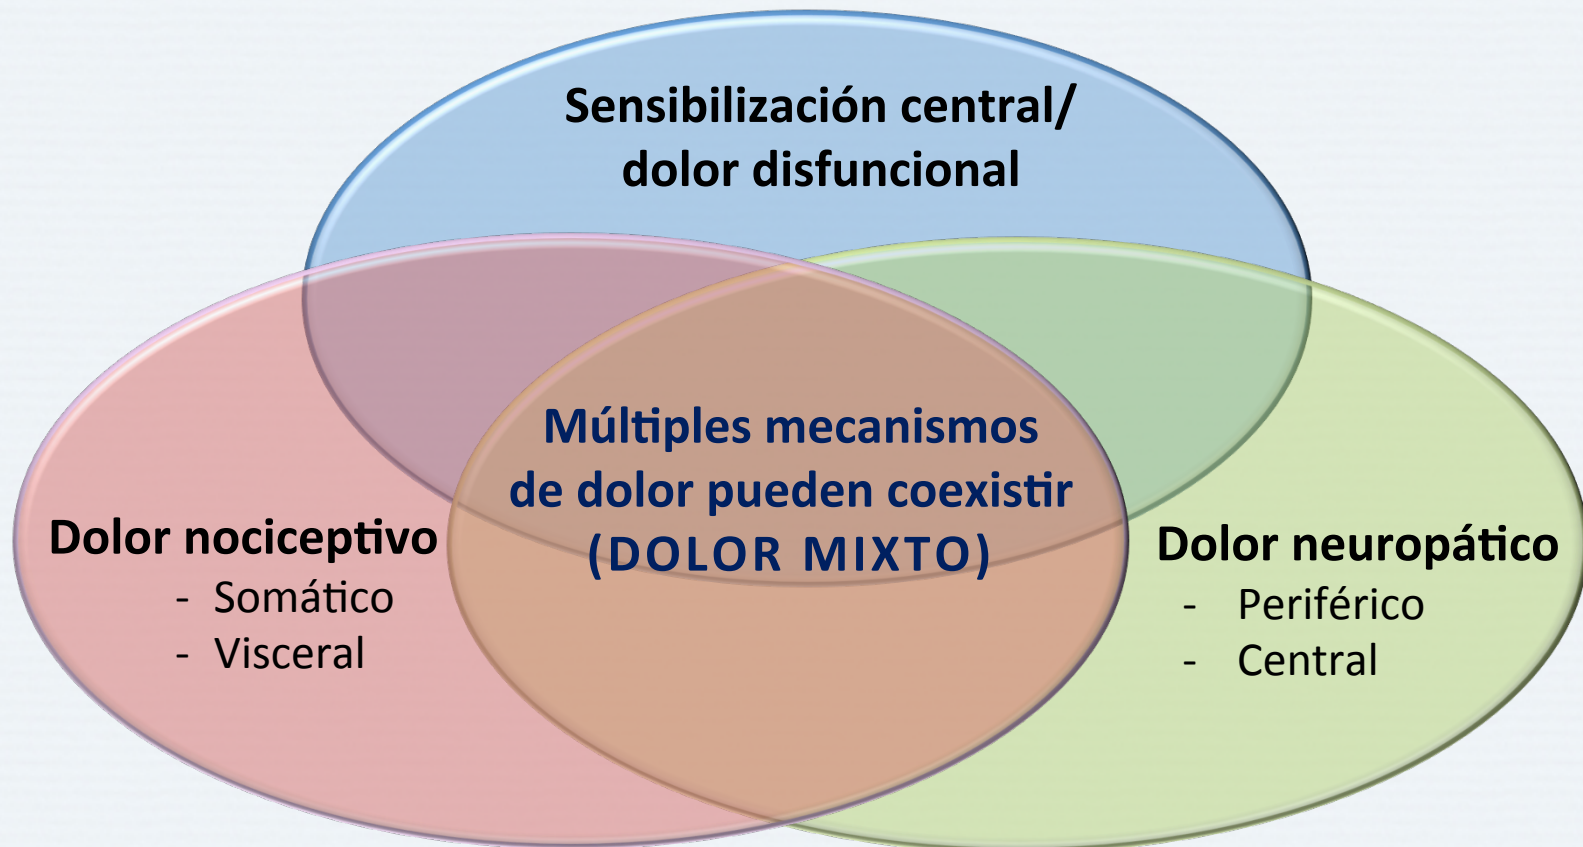 Sensibilización central/
dolor disfuncional
Múltiples mecanismos
de dolor pueden coexistir
(DOLOR MIXTO)
Dolor nociceptivo
- Somático
- Visceral
Dolor neuropático
- Periférico
- Central